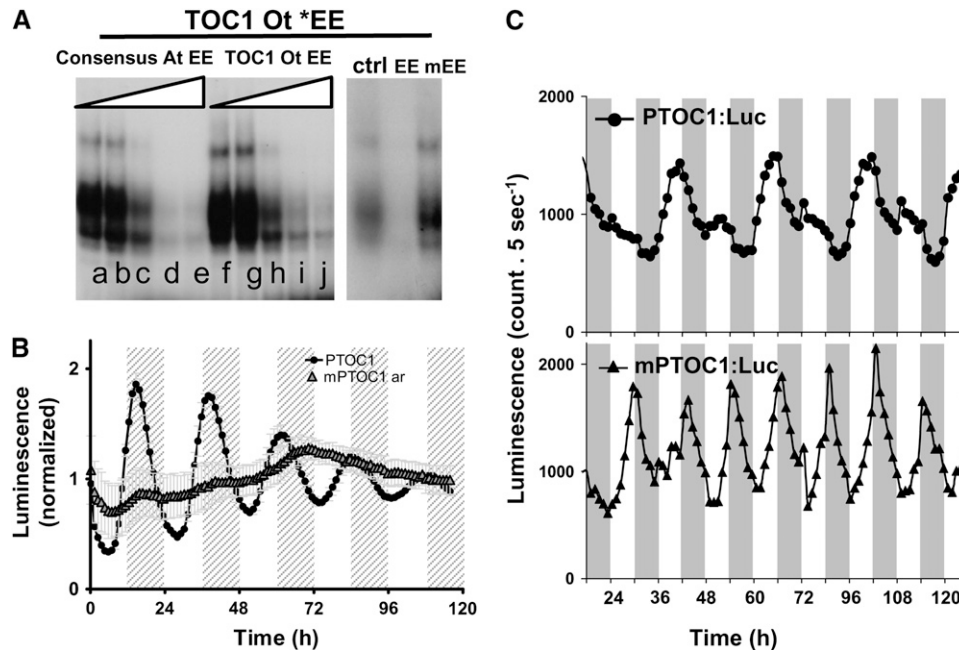 A
TOC1 Ot *EE
Consensus At EE TOC1 Ot EE ctrl EE mEE
a b c d e f g h i j
B
PTOC1
mPTOC1 ar
Luminescence
(normalized)
2
1
0
0 24 48 72 96 120
Time (h)
C
PTOC1:Luc
2000
1000
0
mPTOC1:Luc
2000
1000
0
Luminescence (count . 5 sec⁻¹)
24 36 48 60 72 84 96 108 120
Time (h)